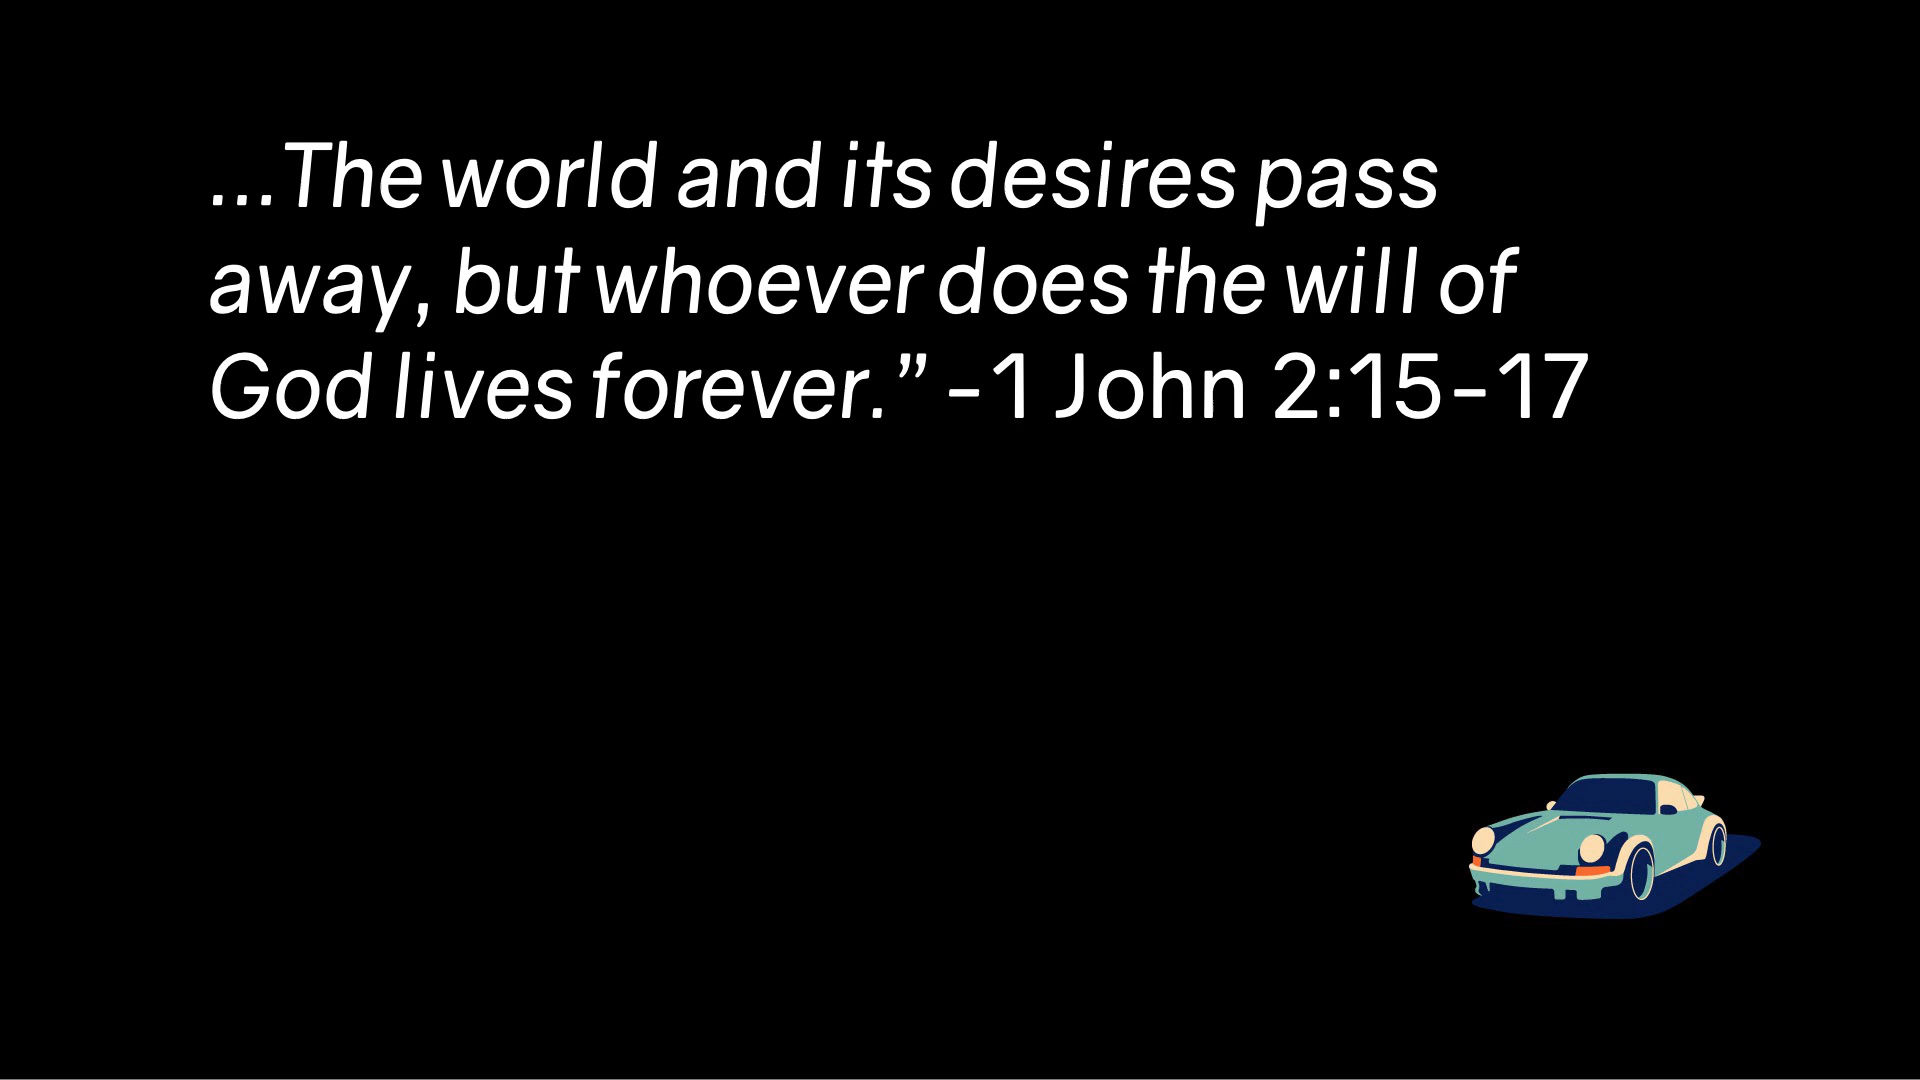 ...The world and its desires pass
away, but whoever does the will of
God lives forever.” -1 John 2:15-17